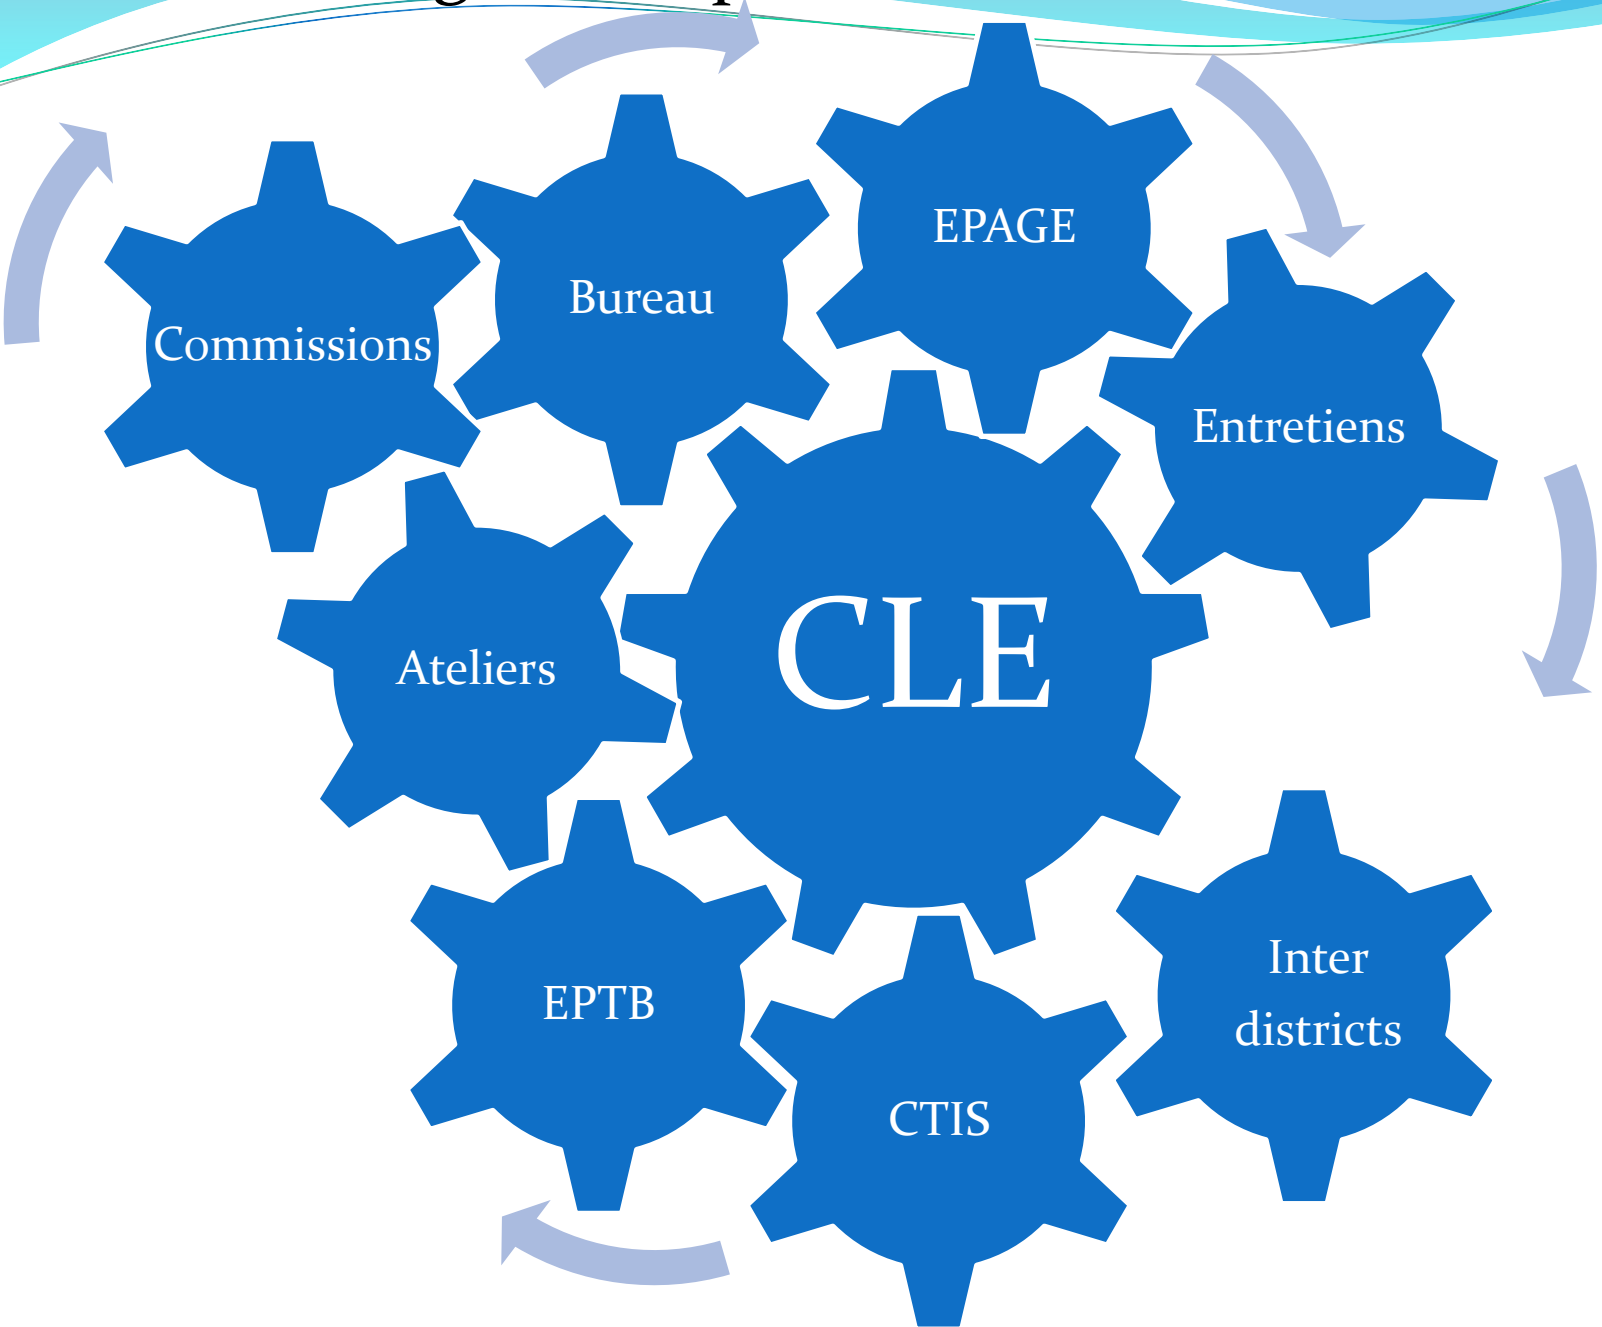 EPAGE
Bureau
Commissions
Entretiens
CLE
Ateliers
Inter
districts
EPTB
CTIS